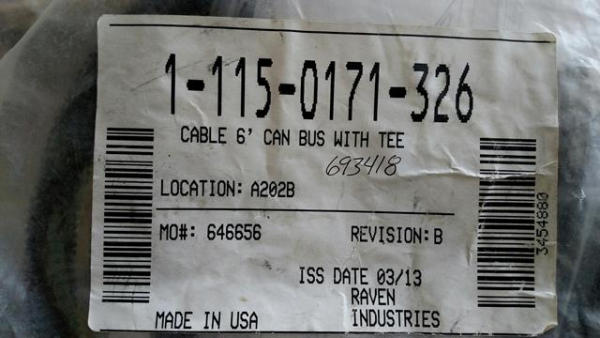 1-115-0171-326
CABLE 6' CAN BUS WITH TEE
693418
LOCATION: A202B
MO#: 646656 REVISION: B
ISS DATE 03/13
RAVEN
MADE IN USA INDUSTRIES
3454880